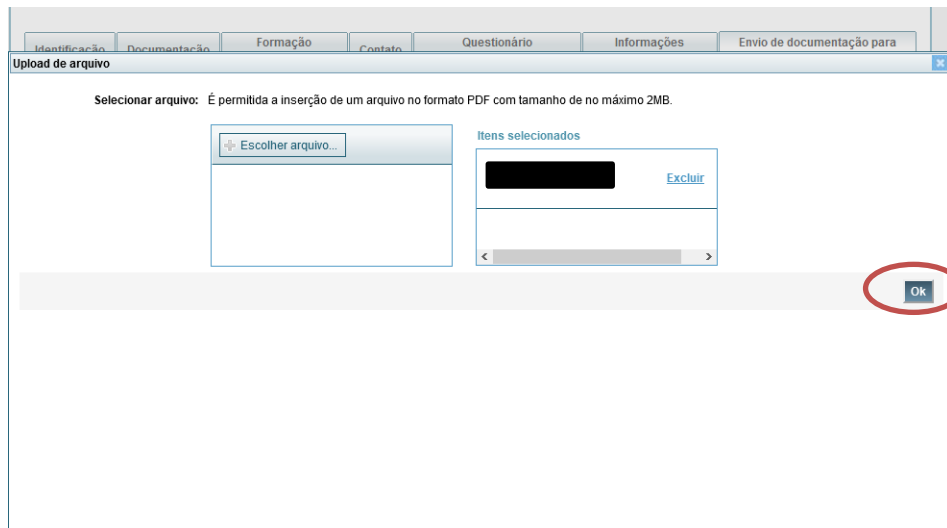 Identificação Documentação Formação Contato Questionário Informações Envio de documentação para
Upload de arquivo
Selecionar arquivo: É permitida a inserção de um arquivo no formato PDF com tamanho de no máximo 2MB.
Escolher arquivo...
Itens selecionados
Excluir
Ok